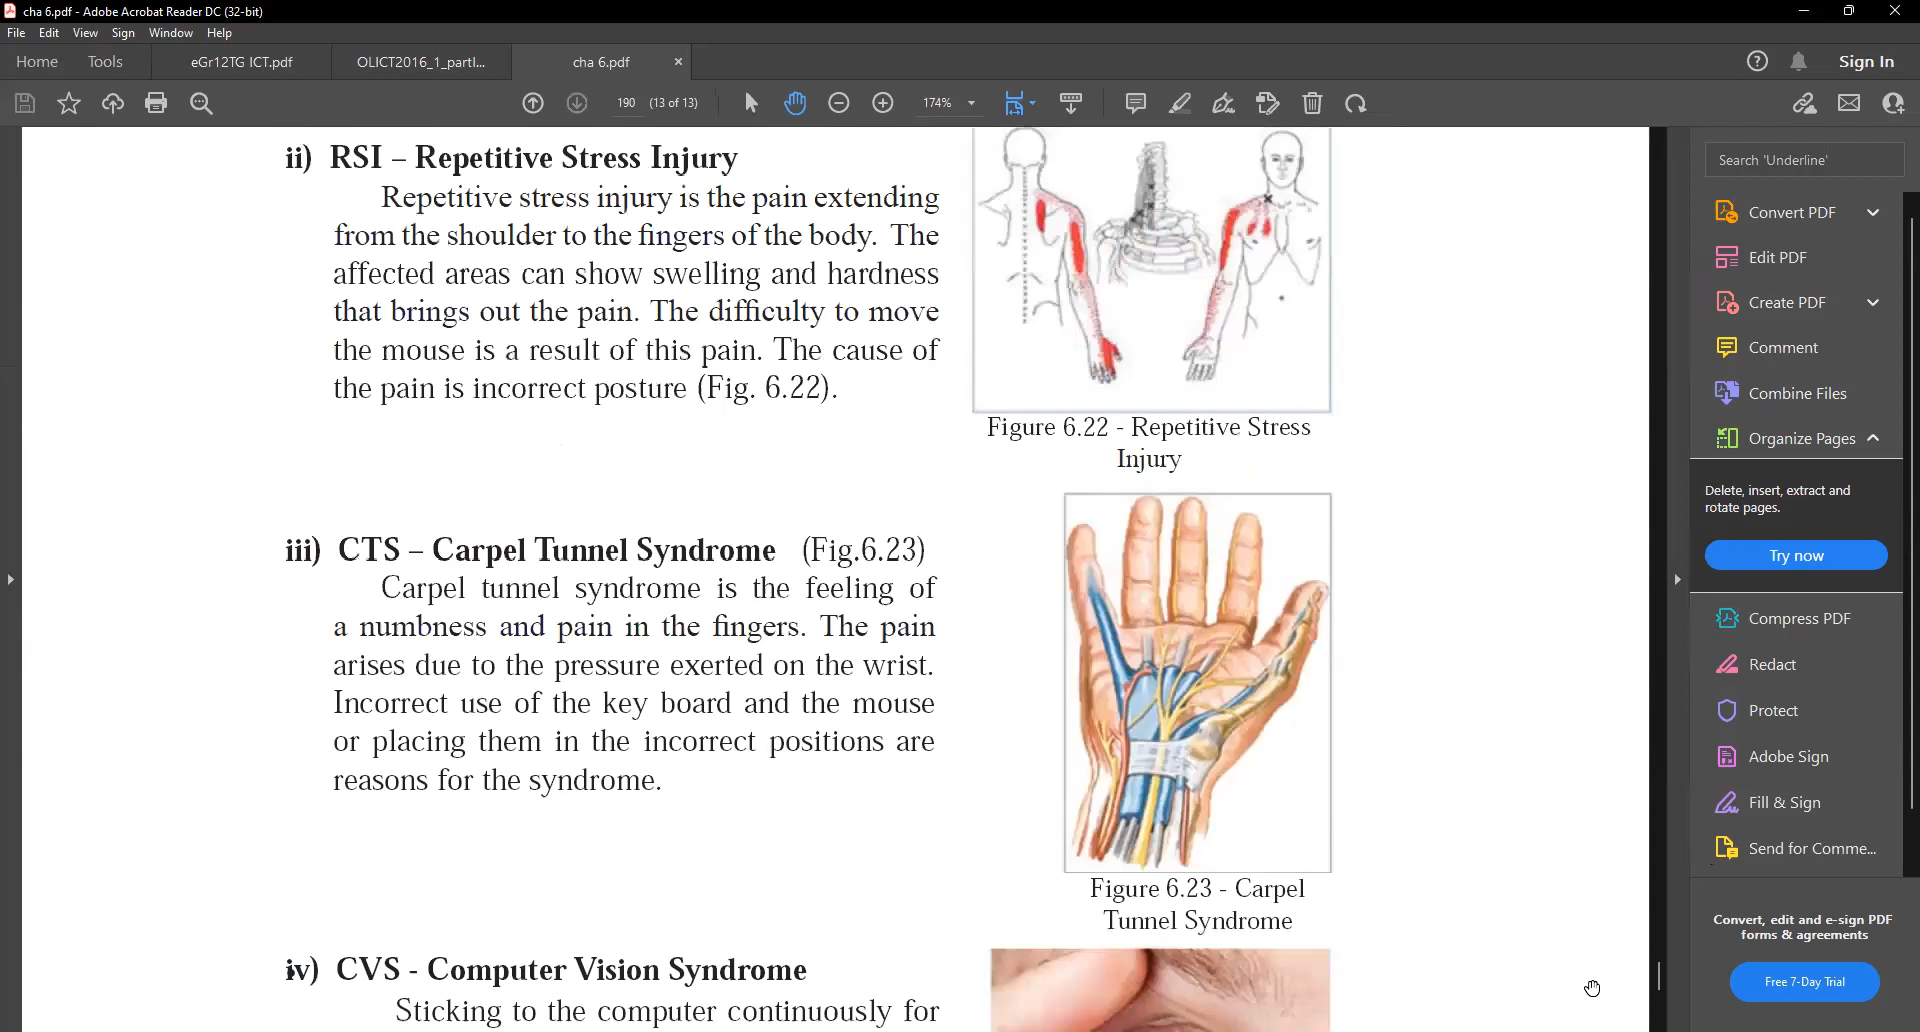 cha 6.pdf - Adobe Acrobat Reader DC (32-bit)
File Edit View Sign Window Help
Home Tools eGr12TG ICT.pdf OLICT2016_1_partI... cha 6.pdf × Sign In
190 (13 of 13) 174%
ii) RSI – Repetitive Stress Injury
Repetitive stress injury is the pain extending
from the shoulder to the fingers of the body. The
affected areas can show swelling and hardness
that brings out the pain. The difficulty to move
the mouse is a result of this pain. The cause of
the pain is incorrect posture (Fig. 6.22).
Figure 6.22 - Repetitive Stress
Injury
iii) CTS – Carpel Tunnel Syndrome (Fig.6.23)
Carpel tunnel syndrome is the feeling of
a numbness and pain in the fingers. The pain
arises due to the pressure exerted on the wrist.
Incorrect use of the key board and the mouse
or placing them in the incorrect positions are
reasons for the syndrome.
Figure 6.23 - Carpel
Tunnel Syndrome
iv) CVS - Computer Vision Syndrome
Sticking to the computer continuously for
Search 'Underline'
Convert PDF
Edit PDF
Create PDF
Comment
Combine Files
Organize Pages
Delete, insert, extract and
rotate pages.
Try now
Compress PDF
Redact
Protect
Adobe Sign
Fill & Sign
Send for Comme...
Convert, edit and e-sign PDF
forms & agreements
Free 7-Day Trial